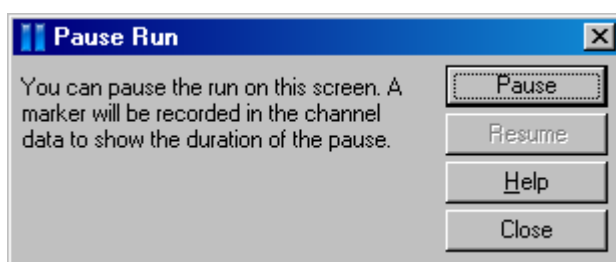 Pause Run
You can pause the run on this screen. A
marker will be recorded in the channel
data to show the duration of the pause.
Pause
Resume
Help
Close